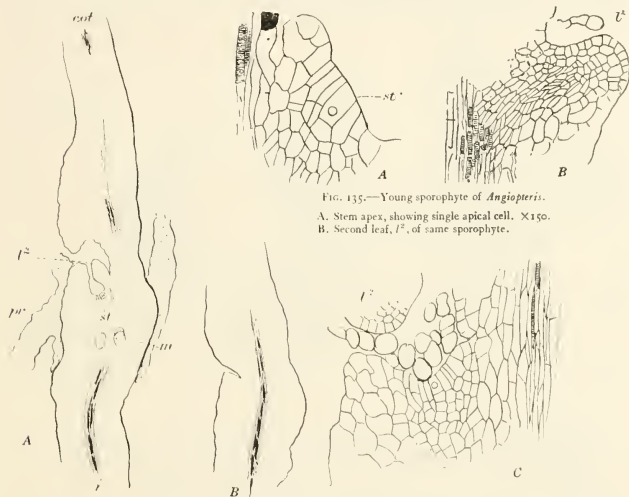 cot
st
A
l²
B
FIG. 135.—Young sporophyte of Angiopteris.
A. Stem apex, showing single apical cell. ×150.
B. Second leaf, l², of same sporophyte.
l²
pr
st
m
l²
A
r
B
C